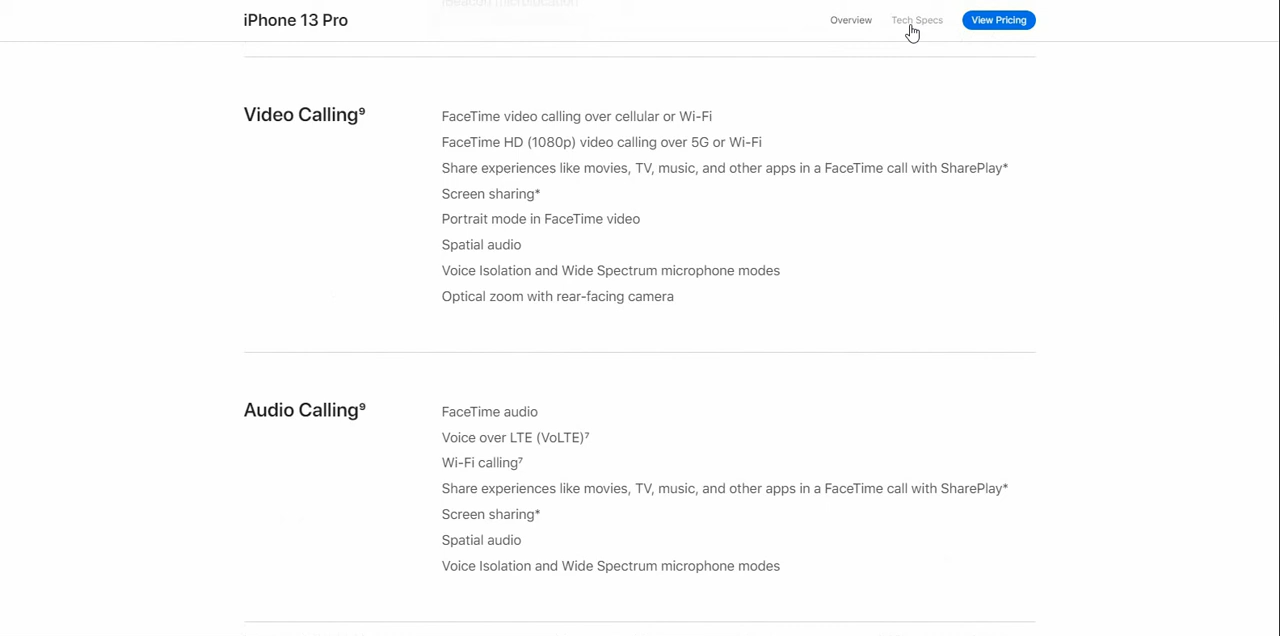 iBeacon microlocation
iPhone 13 Pro
Overview
Tech Specs
View Pricing
Video Calling⁹
FaceTime video calling over cellular or Wi-Fi
FaceTime HD (1080p) video calling over 5G or Wi-Fi
Share experiences like movies, TV, music, and other apps in a FaceTime call with SharePlay*
Screen sharing*
Portrait mode in FaceTime video
Spatial audio
Voice Isolation and Wide Spectrum microphone modes
Optical zoom with rear-facing camera
Audio Calling⁹
FaceTime audio
Voice over LTE (VoLTE)⁷
Wi-Fi calling⁷
Share experiences like movies, TV, music, and other apps in a FaceTime call with SharePlay*
Screen sharing*
Spatial audio
Voice Isolation and Wide Spectrum microphone modes